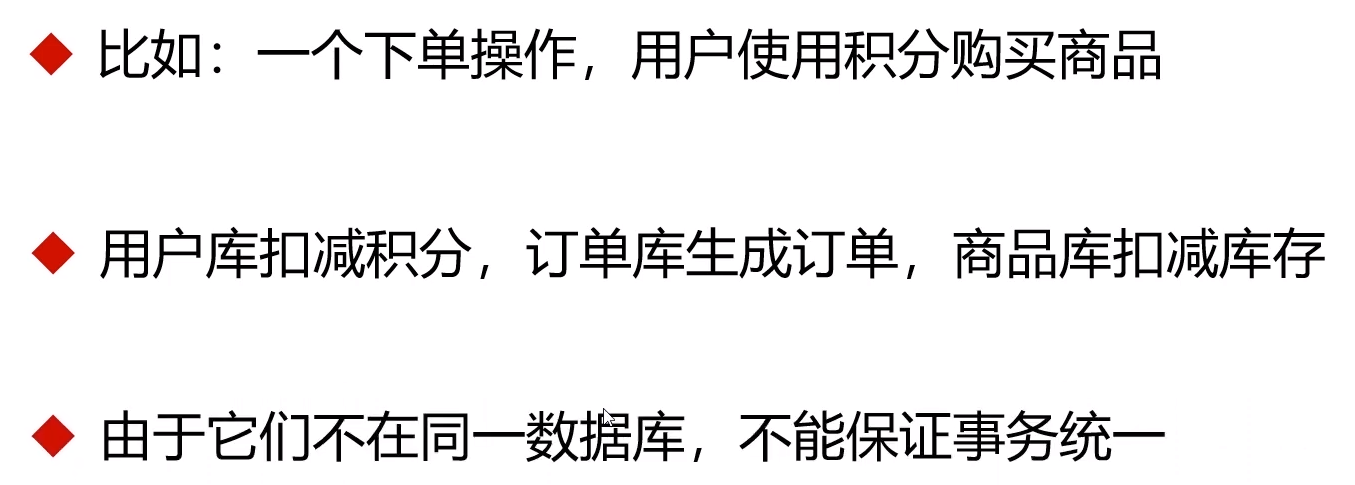 比如：一个下单操作，用户使用积分购买商品
用户库扣减积分，订单库生成订单，商品库扣减库存
由于它们不在同一数据库，不能保证事务统一